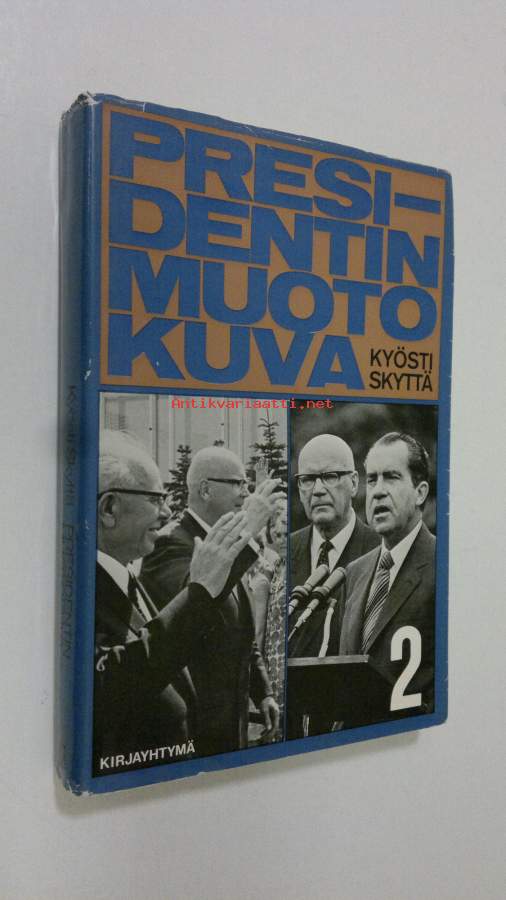 PRESI-
DENTIN
MUOTO
KUVA
KYÖSTI
SKYTTÄ
Antikvariaatti.net
2
KIRJAYHTYMÄ